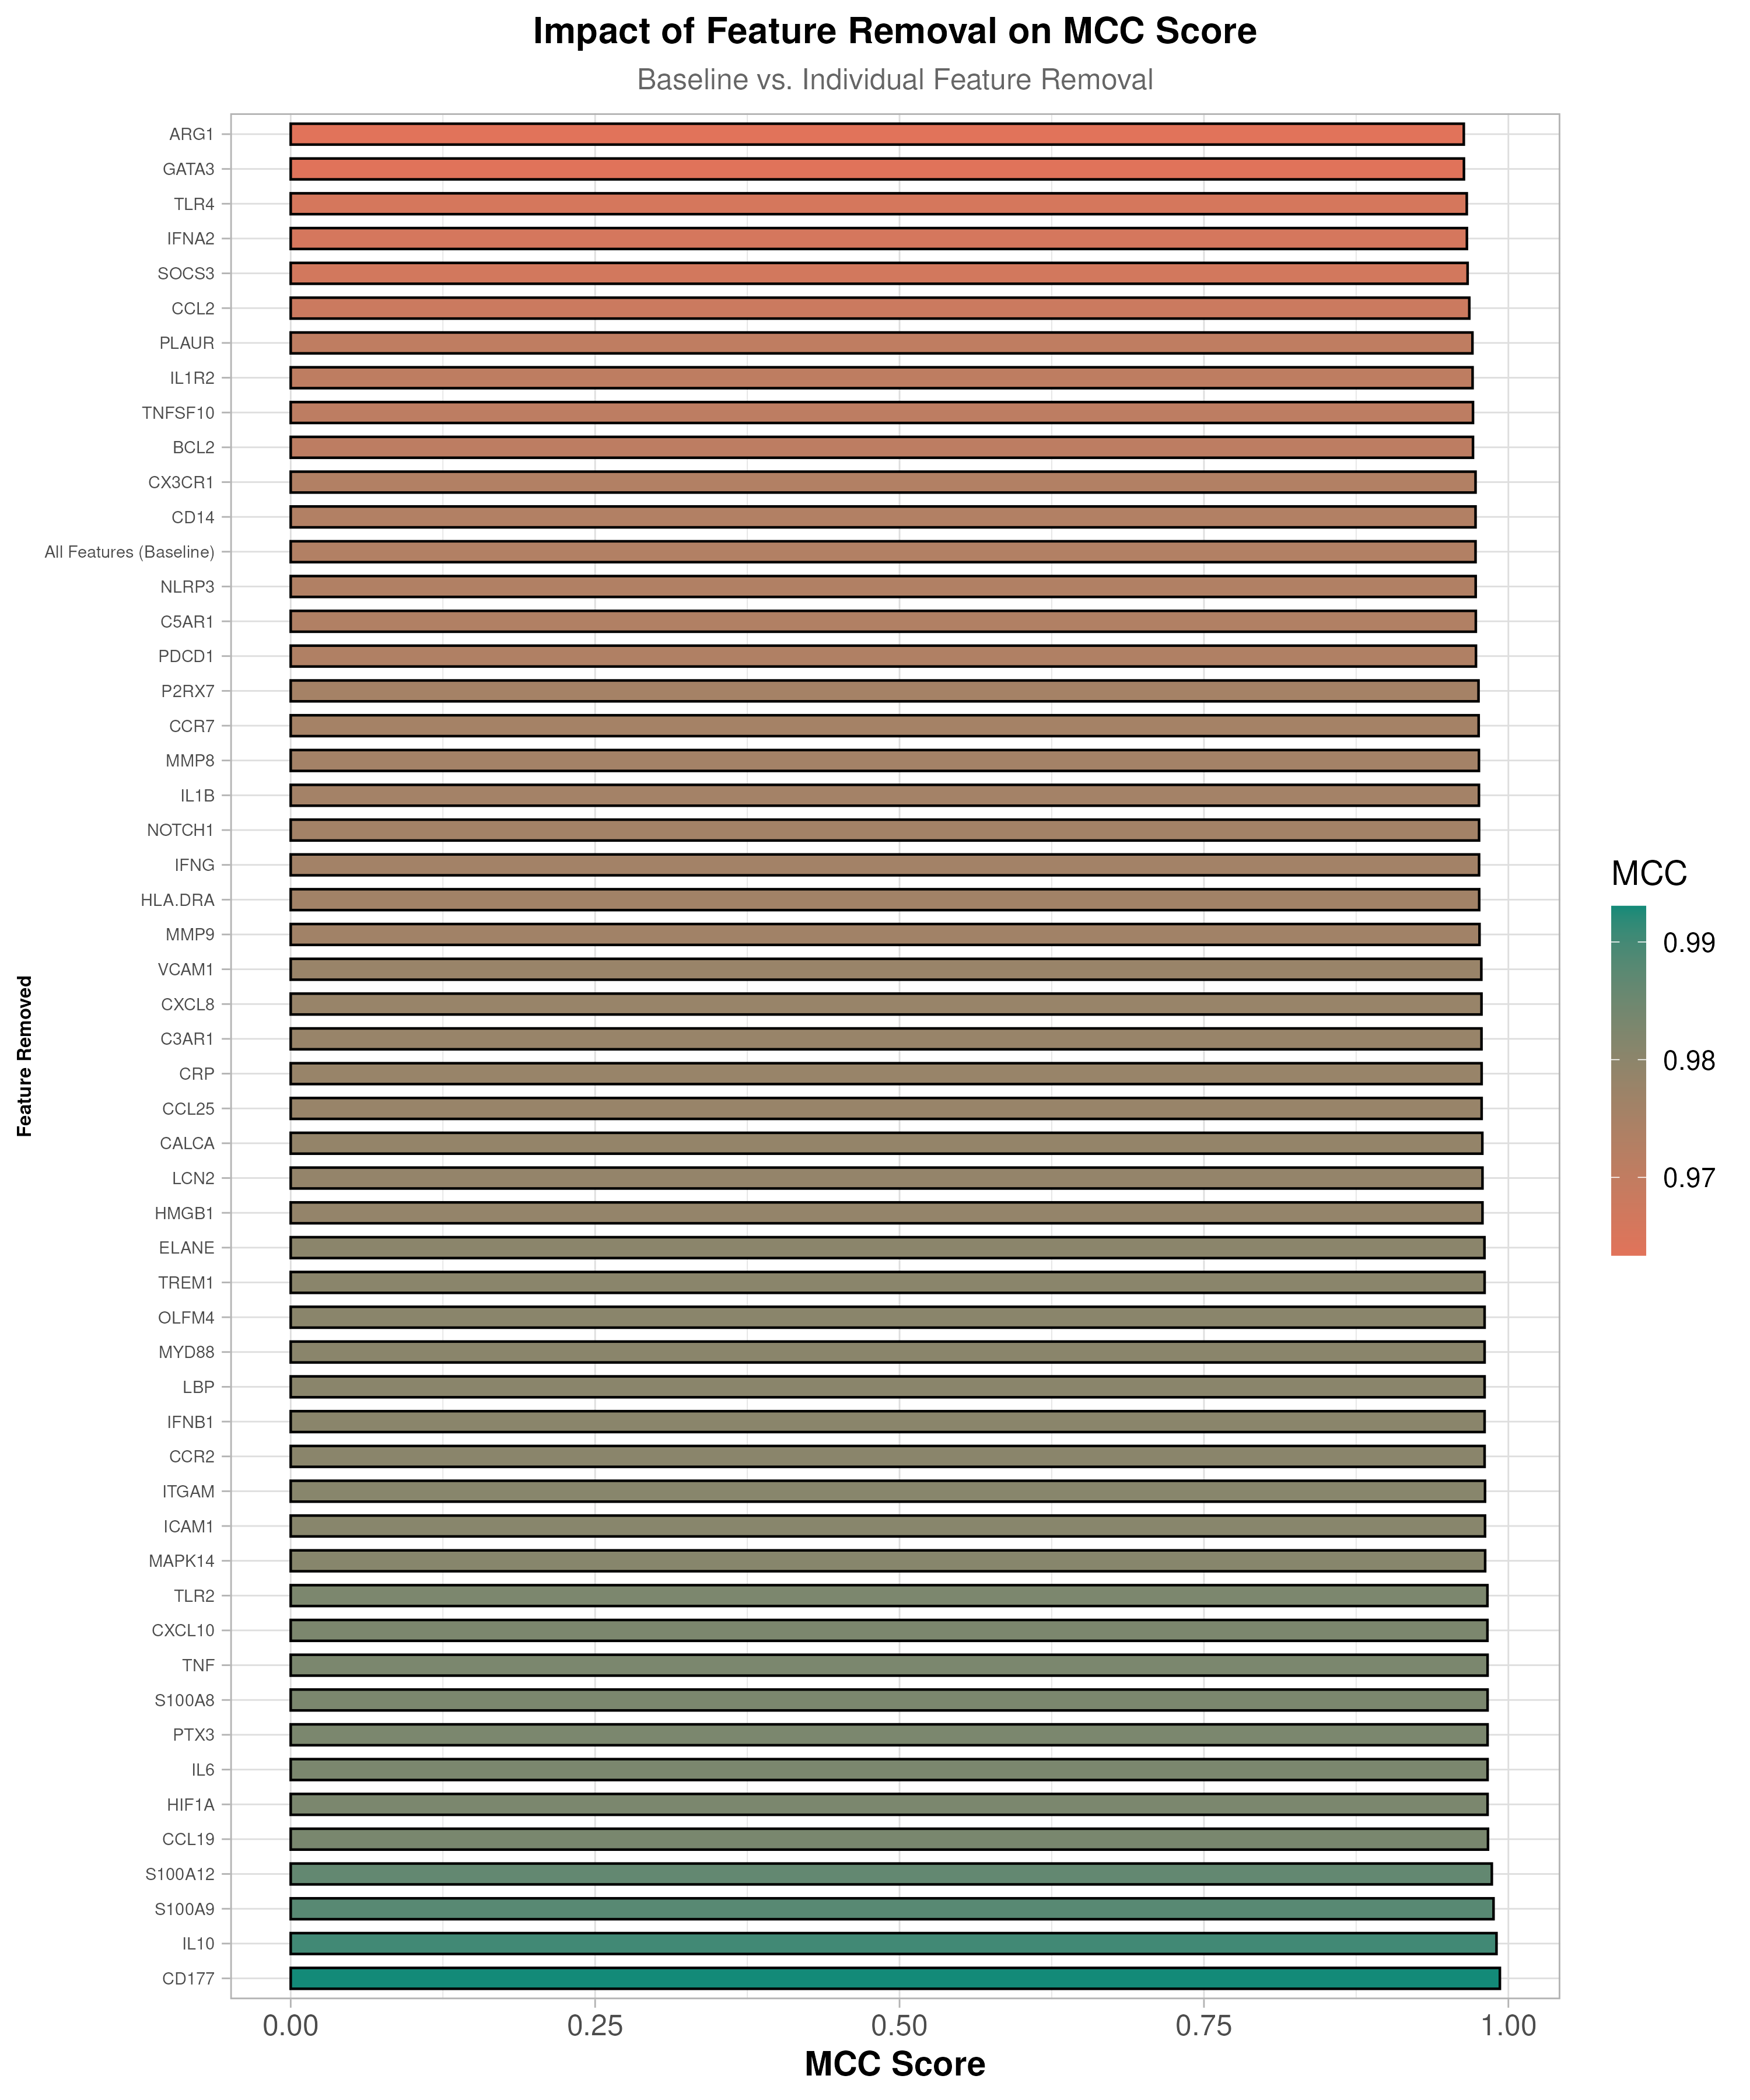 Impact of Feature Removal on MCC Score
Baseline vs. Individual Feature Removal
ARG1
GATA3
TLR4
IFNA2
SOCS3
CCL2
PLAUR
IL1R2
TNFSF10
BCL2
CX3CR1
CD14
All Features (Baseline)
NLRP3
C5AR1
PDCD1
P2RX7
CCR7
MMP8
IL1B
NOTCH1
IFNG
HLA.DRA
MMP9
VCAM1
CXCL8
C3AR1
CRP
CCL25
CALCA
LCN2
HMGB1
ELANE
TREM1
OLFM4
MYD88
LBP
IFNB1
CCR2
ITGAM
ICAM1
MAPK14
TLR2
CXCL10
TNF
S100A8
PTX3
IL6
HIF1A
CCL19
S100A12
S100A9
IL10
CD177
Feature Removed
0.00 0.25 0.50 0.75 1.00
MCC Score
MCC
0.99
0.98
0.97